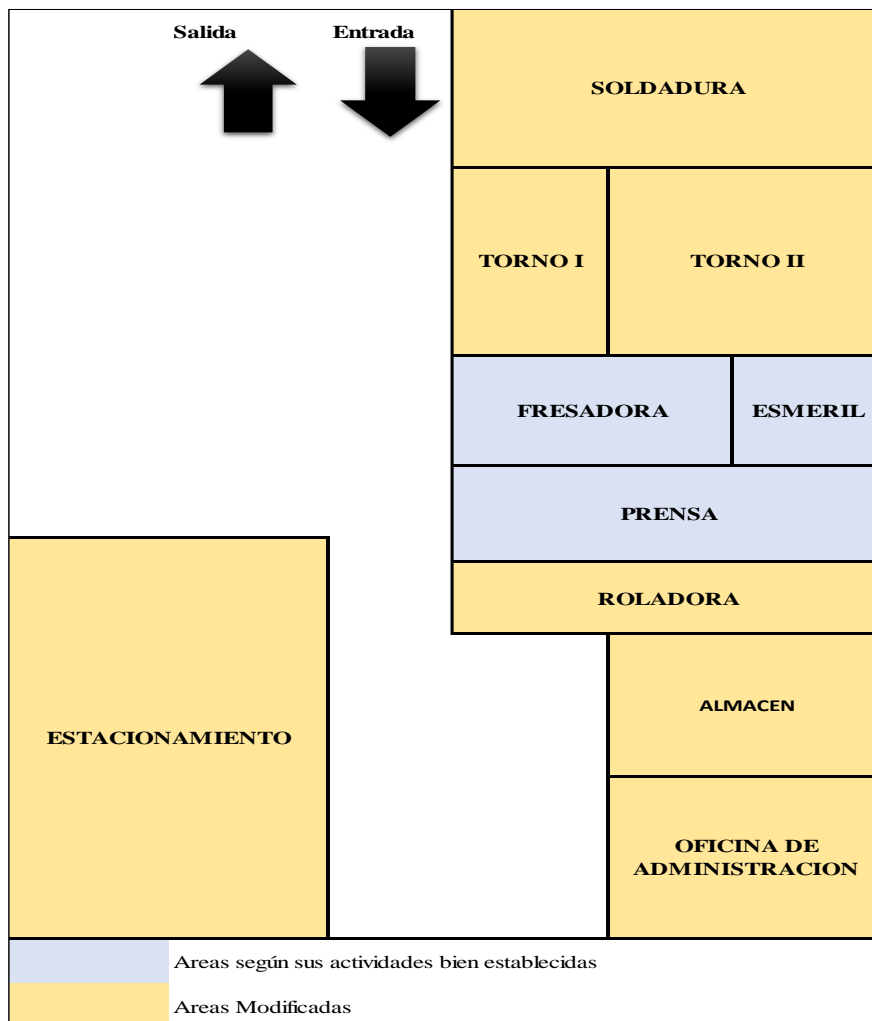 Salida Entrada
SOLDADURA
TORNO I TORNO II
FRESADORA ESMERIL
PRENSA
ROLADORA
ALMACEN
ESTACIONAMIENTO
OFICINA DE
ADMINISTRACION
Areas según sus actividades bien establecidas
Areas Modificadas